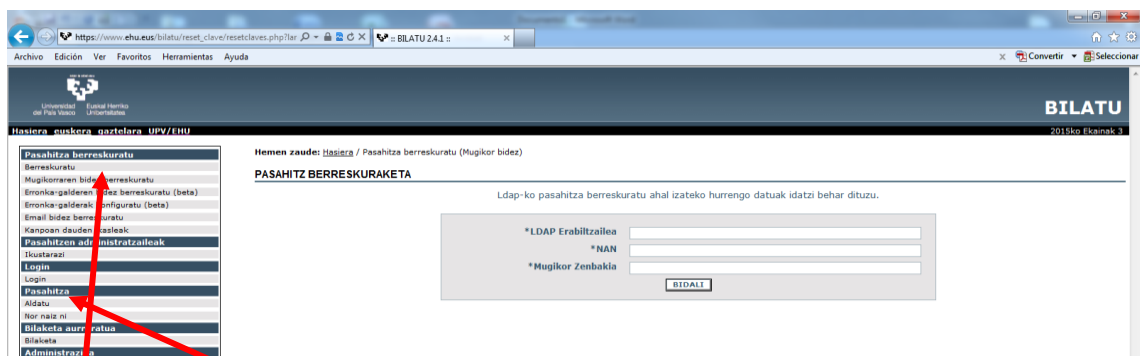 https://www.ehu.eus/bilatu/reset_clave/resetclaves.php?lar
:: BILATU 2.4.1 ::
Archivo Edición Ver Favoritos Herramientas Ayuda
Convertir Seleccionar
Universidad del País Vasco Euskal Herriko Unibertsitatea
BILATU
Hasiera euskera gaztelara UPV/EHU
2015ko Ekainak 3
Pasahitza berreskuratu
Berreskuratu
Mugikorraren bidez berreskuratu
Erronka-galderen bidez berreskuratu (beta)
Erronka-galderak konfiguratu (beta)
Email bidez berreskuratu
Kanpoan dauden ikasleak
Pasahitzen administratzaileak
Ikustarazi
Login
Login
Pasahitza
Aldatu
Nor naiz ni
Bilaketa aurreratua
Bilaketa
Administrazioa
Hemen zaude: Hasiera / Pasahitza berreskuratu (Mugikor bidez)
PASAHITZ BERRESKURAKETA
Ldap-ko pasahitza berreskuratu ahal izateko hurrengo datuak idatzi behar dituzu.
*LDAP Erabiltzailea
*NAN
*Mugikor Zenbakia
BIDALI